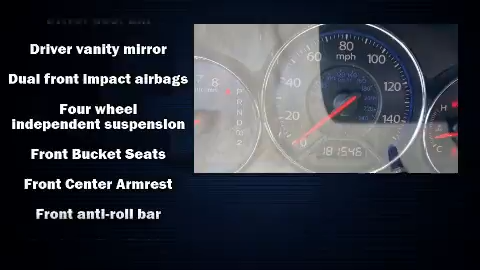 Driver vanity mirror
Dual front impact airbags
Four wheel
independent suspension
Front Bucket Seats
Front Center Armrest
Front anti-roll bar
8
P
R
N
D
2
0
20
40
60
80
100
120
140
mph
181546
H
C